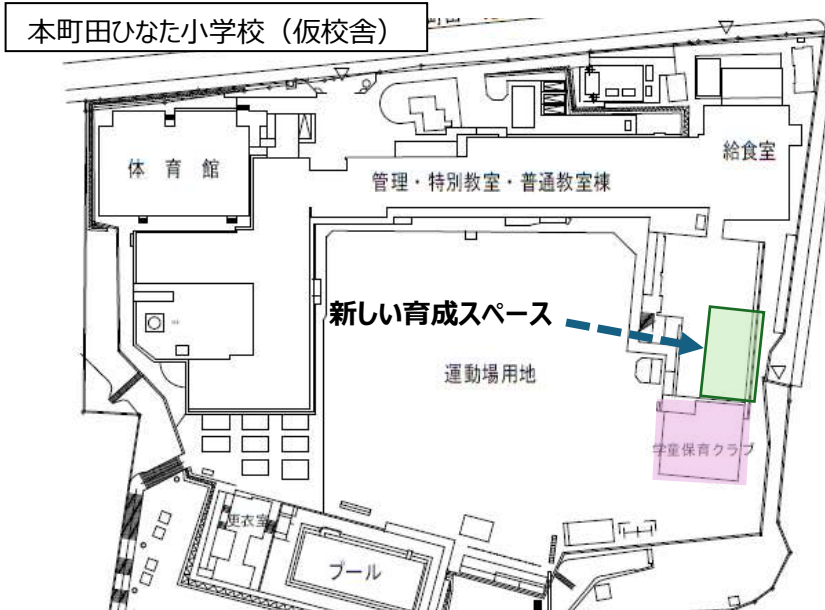 本町田ひなた小学校（仮校舎）
体育館
管理・特別教室・普通教室棟
給食室
新しい育成スペース
運動場用地
学童保育クラブ
更衣室
プール